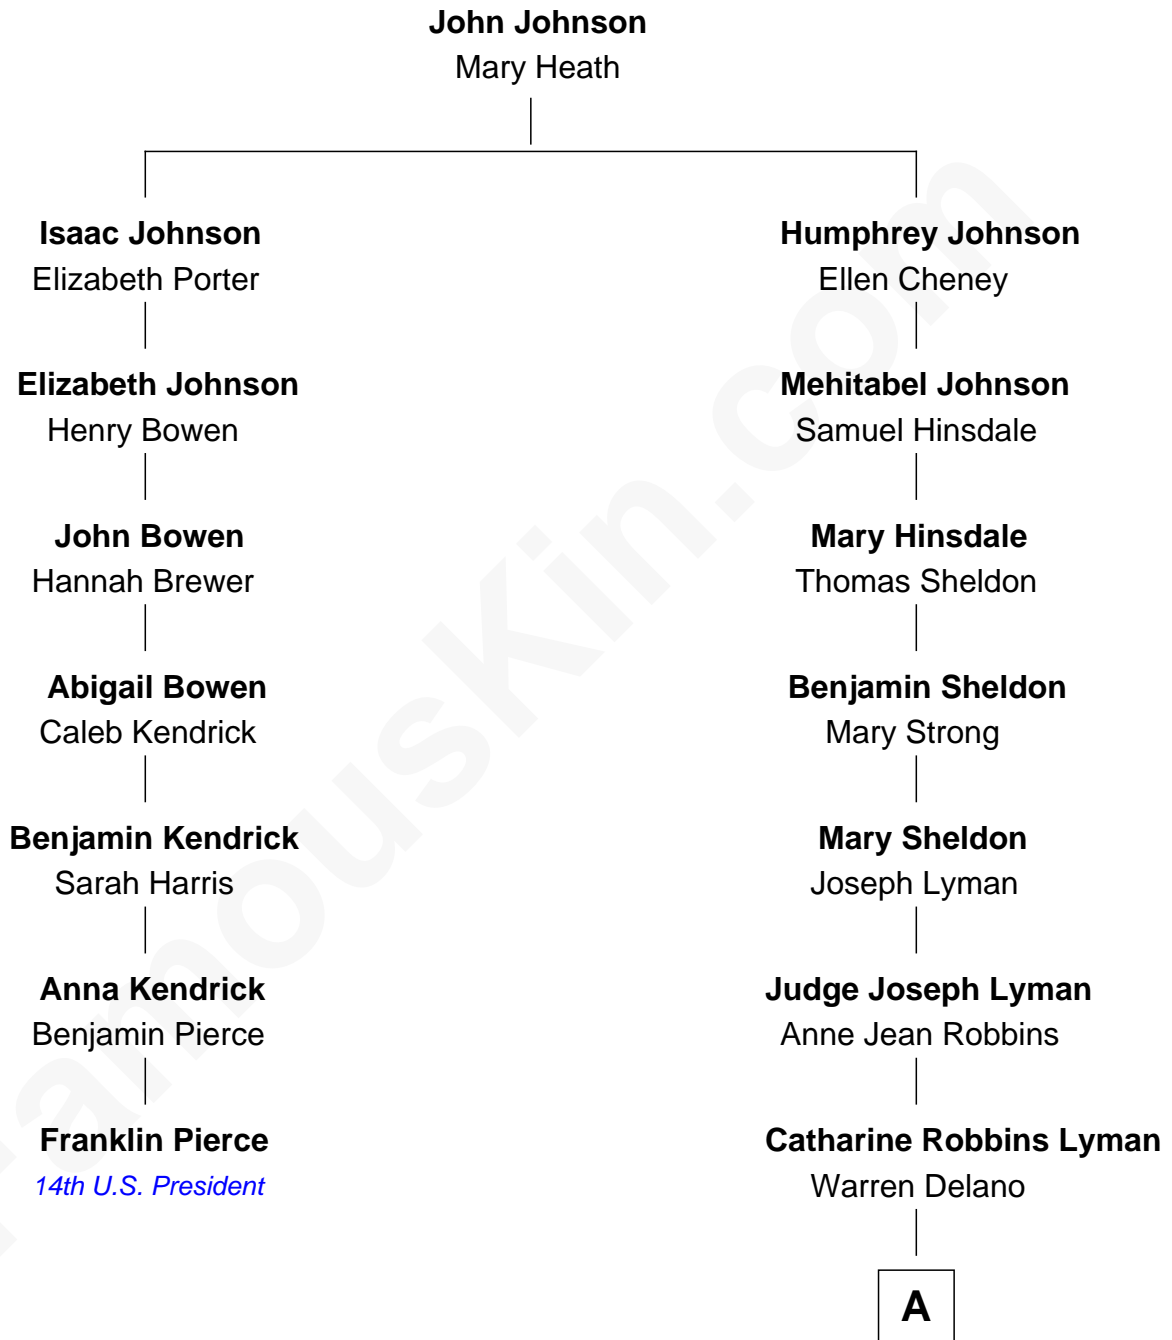 John Johnson
Mary Heath
Isaac Johnson
Elizabeth Porter
Elizabeth Johnson
Henry Bowen
John Bowen
Hannah Brewer
Abigail Bowen
Caleb Kendrick
Benjamin Kendrick
Sarah Harris
Anna Kendrick
Benjamin Pierce
Franklin Pierce
14th U.S. President
Humphrey Johnson
Ellen Cheney
Mehitabel Johnson
Samuel Hinsdale
Mary Hinsdale
Thomas Sheldon
Benjamin Sheldon
Mary Strong
Mary Sheldon
Joseph Lyman
Judge Joseph Lyman
Anne Jean Robbins
Catharine Robbins Lyman
Warren Delano
A
FamousKin.com